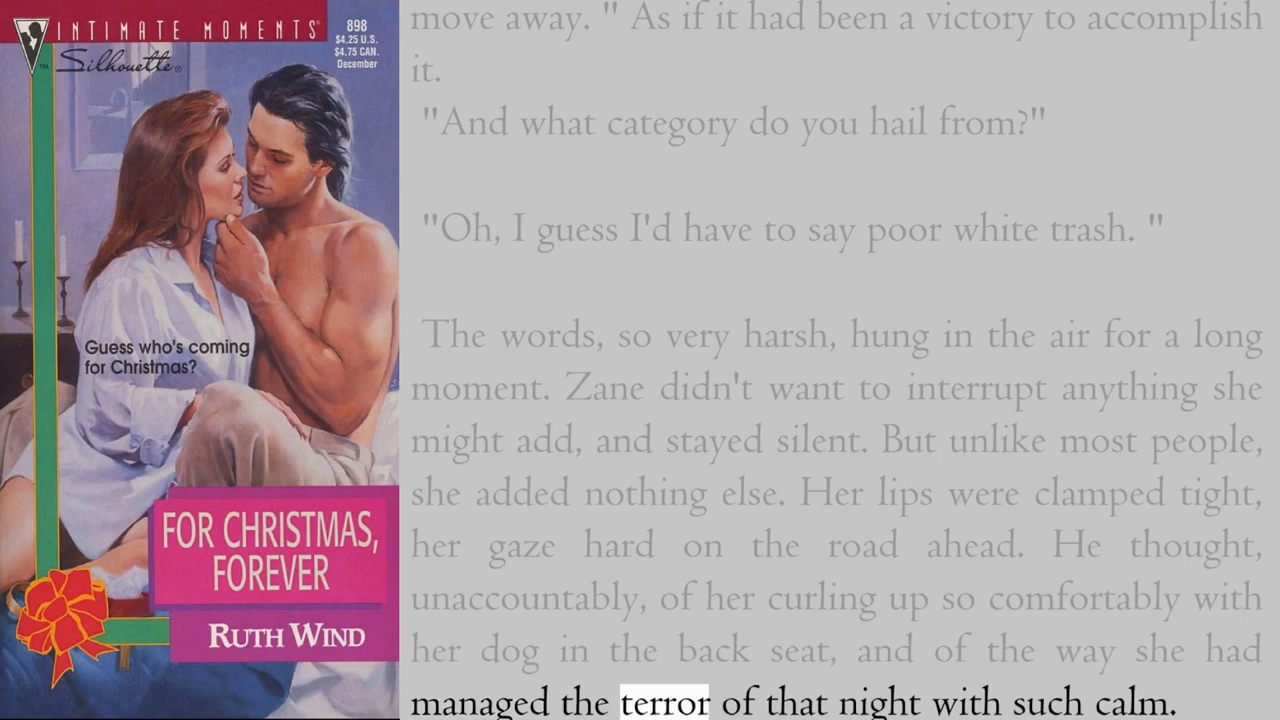 INTIMATE MOMENTS®
898
$4.25 U.S.
$4.75 CAN.
December
Silhouette®
TM
Guess who's coming
for Christmas?
FOR CHRISTMAS,
FOREVER
RUTH WIND
move away. " As if it had been a victory to accomplish
it.
"And what category do you hail from?"
"Oh, I guess I'd have to say poor white trash. "
The words, so very harsh, hung in the air for a long
moment. Zane didn't want to interrupt anything she
might add, and stayed silent. But unlike most people,
she added nothing else. Her lips were clamped tight,
her gaze hard on the road ahead. He thought,
unaccountably, of her curling up so comfortably with
her dog in the back seat, and of the way she had
managed the terror of that night with such calm.